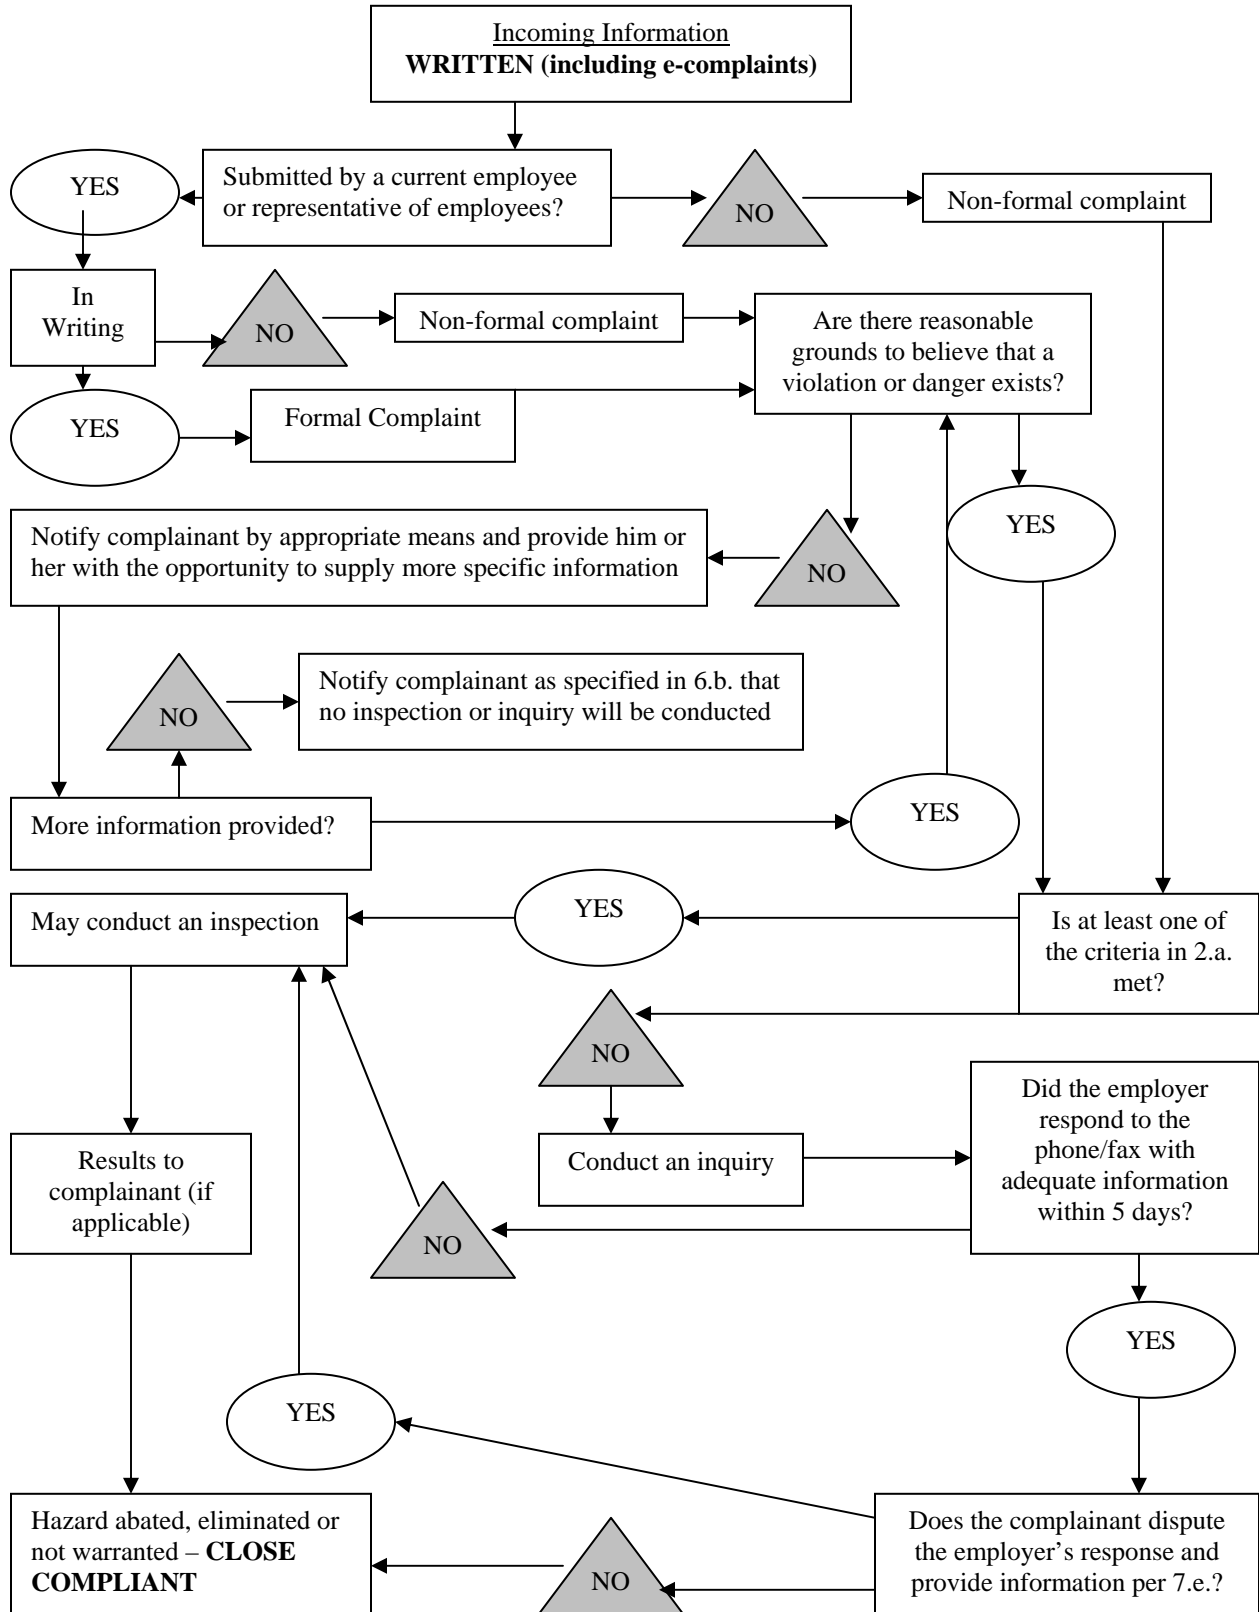 Incoming Information
WRITTEN (including e-complaints)
YES
Submitted by a current employee
or representative of employees?
NO
Non-formal complaint
In
Writing
NO
Non-formal complaint
Are there reasonable
grounds to believe that a
violation or danger exists?
YES
Formal Complaint
YES
Notify complainant by appropriate means and provide him or
her with the opportunity to supply more specific information
NO
NO
Notify complainant as specified in 6.b. that
no inspection or inquiry will be conducted
More information provided?
YES
May conduct an inspection
YES
Is at least one of
the criteria in 2.a.
met?
NO
Conduct an inquiry
Did the employer
respond to the
phone/fax with
adequate information
within 5 days?
Results to
complainant (if
applicable)
NO
YES
YES
Hazard abated, eliminated or
not warranted – CLOSE
COMPLIANT
NO
Does the complainant dispute
the employer’s response and
provide information per 7.e.?